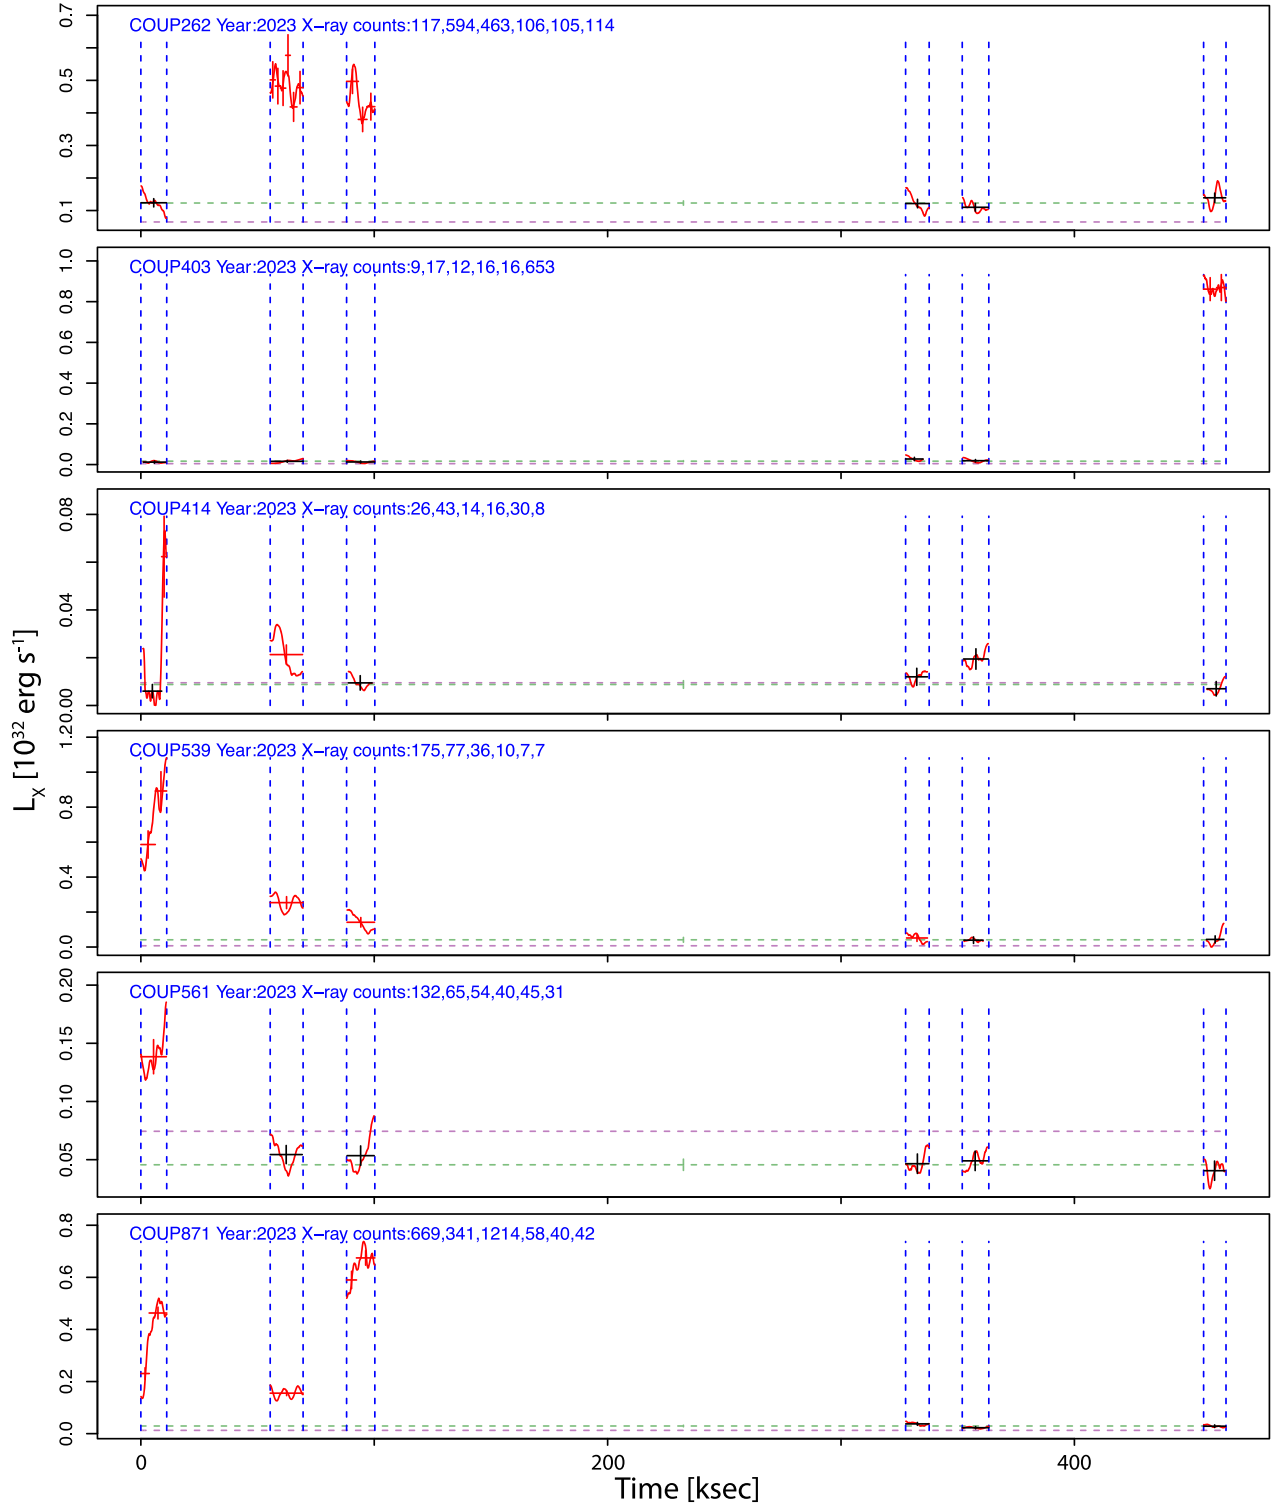 COUP262 Year:2023 X−ray counts:117,594,463,106,105,114
0.7
0.5
0.3
0.1
COUP403 Year:2023 X−ray counts:9,17,12,16,16,653
1.0
0.8
0.6
0.4
0.2
0.0
COUP414 Year:2023 X−ray counts:26,43,14,16,30,8
0.08
0.04
0.00
COUP539 Year:2023 X−ray counts:175,77,36,10,7,7
1.2
0.8
0.4
0.0
COUP561 Year:2023 X−ray counts:132,65,54,40,45,31
0.20
0.15
0.10
0.05
COUP871 Year:2023 X−ray counts:669,341,1214,58,40,42
0.8
0.6
0.4
0.2
0.0
0 200 400
Time [ksec]
Lx [10³² erg s⁻¹]